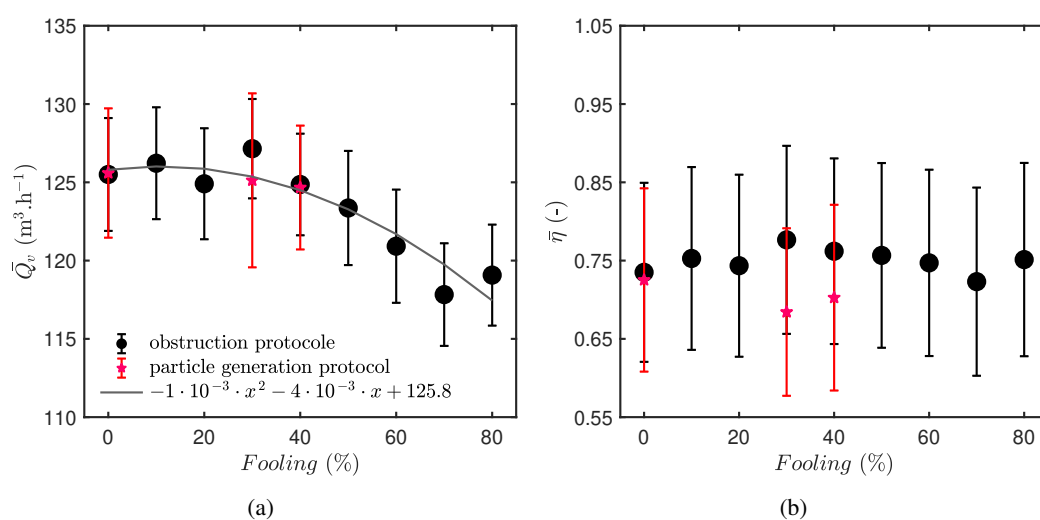 135
130
125
120
115
110
Q̄ᵥ (m³.h⁻¹)
obstruction protocole
particle generation protocol
−1 · 10⁻³ · x² − 4 · 10⁻³ · x + 125.8
0 20 40 60 80
Fooling (%)
(a)
1.05
0.95
0.85
0.75
0.65
0.55
η̄ (-)
0 20 40 60 80
Fooling (%)
(b)